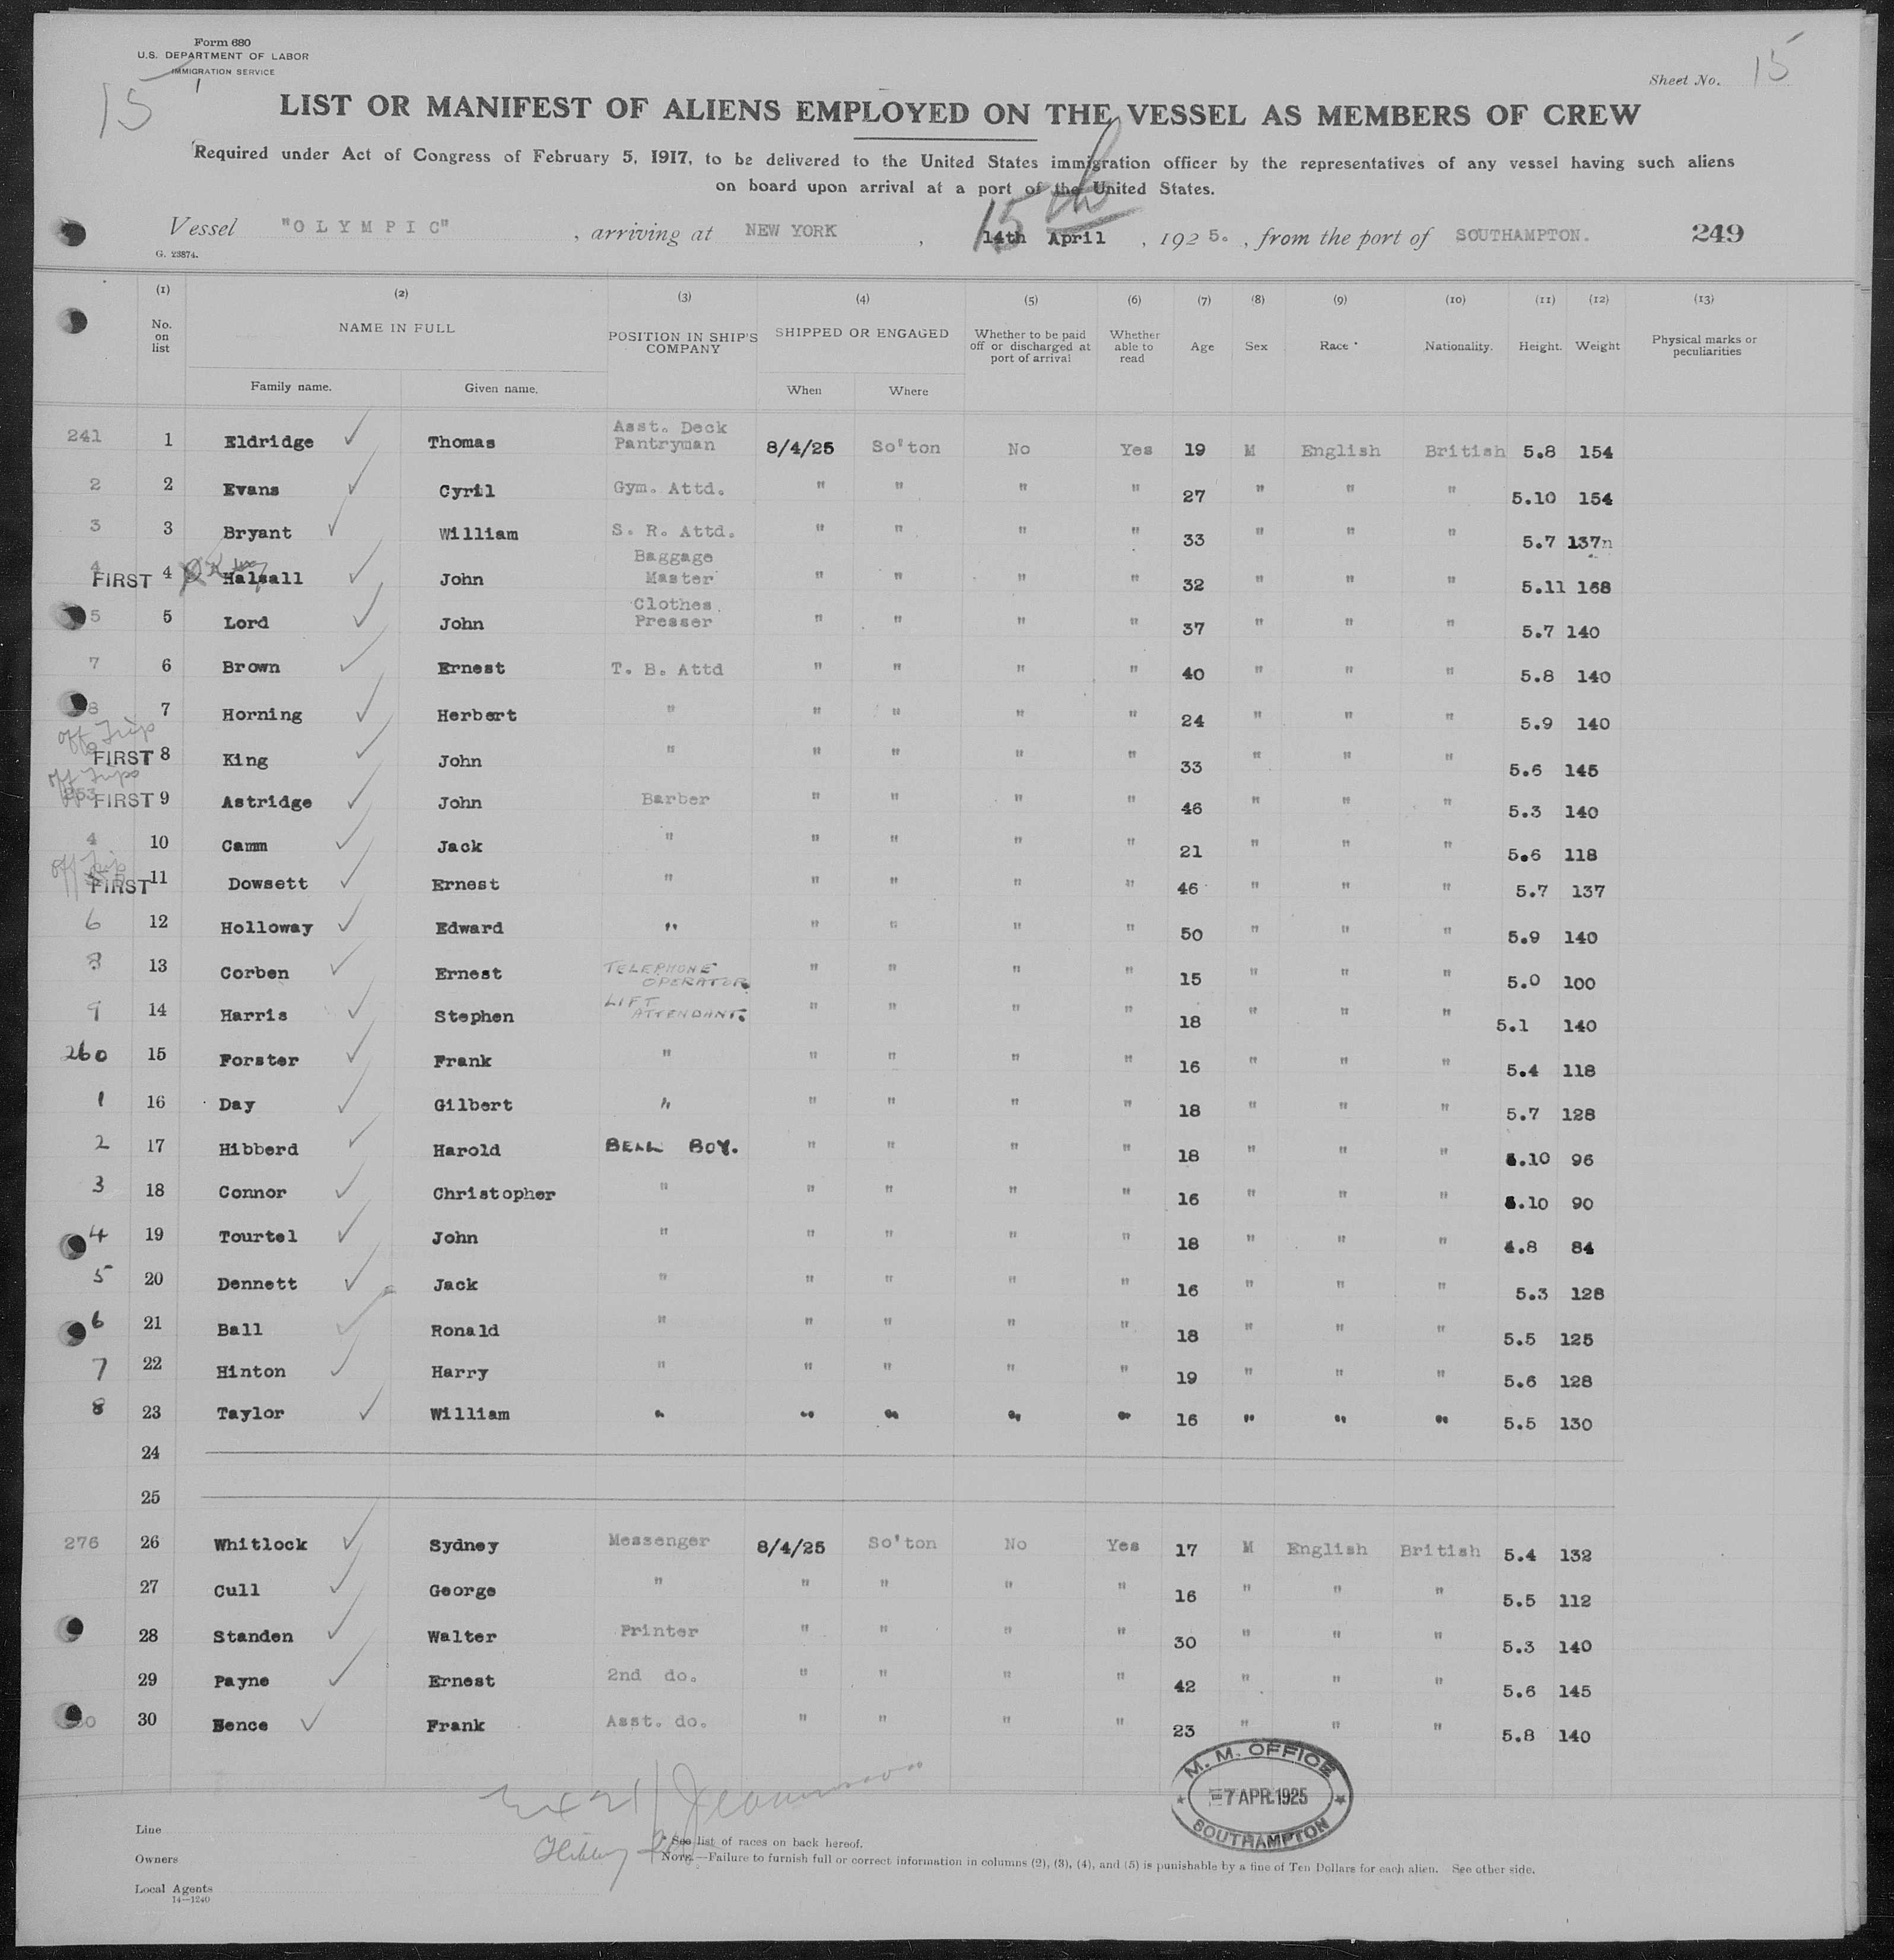 Form 680
U.S. DEPARTMENT OF LABOR
IMMIGRATION SERVICE
15
Sheet No. 15
LIST OR MANIFEST OF ALIENS EMPLOYED ON THE VESSEL AS MEMBERS OF CREW
Required under Act of Congress of February 5, 1917, to be delivered to the United States immigration officer by the representatives of any vessel having such aliens
on board upon arrival at a port of the United States.
15th
Vessel "OLYMPIC" , arriving at NEW YORK , 14th April , 192 5. , from the port of SOUTHAMPTON. 249
G. 23874.
(1) (2) (3) (4) (5) (6) (7) (8) (9) (10) (11) (12) (13)
No. on list NAME IN FULL POSITION IN SHIP'S COMPANY SHIPPED OR ENGAGED Whether to be paid off or discharged at port of arrival Whether able to read Age Sex Race * Nationality. Height. Weight Physical marks or peculiarities
Family name. Given name. When Where
241 1 Eldridge ✓ Thomas Asst. Deck Pantryman 8/4/25 So'ton No Yes 19 M English British 5.8 154
2 2 Evans ✓ Cyril Gym. Attd. " " " " 27 " " " 5.10 154
3 3 Bryant ✓ William S. R. Attd. " " " " 33 " " " 5.7 137
4 FIRST 4 Halsall ✓ John Baggage Master " " " " 32 " " " 5.11 168
5 5 Lord ✓ John Clothes Presser " " " " 37 " " " 5.7 140
7 6 Brown ✓ Ernest T. B. Attd " " " " 40 " " " 5.8 140
8 7 Horning ✓ Herbert " " " " " 24 " " " 5.9 140
off Trip
FIRST 8 King ✓ John " " " " " 33 " " " 5.6 145
off Trips
253 FIRST 9 Astridge ✓ John Barber " " " " 46 " " " 5.3 140
4 10 Camm ✓ Jack " " " " " 21 " " " 5.6 118
off Trip
FIRST 11 Dowsett ✓ Ernest " " " " " 46 " " " 5.7 137
6 12 Holloway ✓ Edward " " " " " 50 " " " 5.9 140
8 13 Corben ✓ Ernest TELEPHONE OPERATOR " " " " 15 " " " 5.0 100
9 14 Harris ✓ Stephen LIFT ATTENDANT. " " " " 18 " " " 5.1 140
260 15 Forster ✓ Frank " " " " " 16 " " " 5.4 118
1 16 Day ✓ Gilbert " " " " " 18 " " " 5.7 128
2 17 Hibberd ✓ Harold BELL BOY. " " " " 18 " " " 4.10 96
3 18 Connor ✓ Christopher " " " " " 16 " " " 4.10 90
4 19 Tourtel ✓ John " " " " " 18 " " " 4.8 84
5 20 Dennett ✓ Jack " " " " " 16 " " " 5.3 128
6 21 Ball ✓ Ronald " " " " " 18 " " " 5.5 125
7 22 Hinton ✓ Harry " " " " " 19 " " " 5.6 128
8 23 Taylor ✓ William " " " " " 16 " " " 5.5 130
24
25
276 26 Whitlock ✓ Sydney Messenger 8/4/25 So'ton No Yes 17 M English British 5.4 132
27 Cull ✓ George " " " " " 16 " " " 5.5 112
28 Standen ✓ Walter Printer " " " " 30 " " " 5.3 140
29 Payne ✓ Ernest 2nd do. " " " " 42 " " " 5.6 145
30 Bence ✓ Frank Asst. do. " " " " 23 " " " 5.8 140
M. M. OFFICE
7 APR. 1925
SOUTHAMPTON
Line
* See list of races on back hereof.
Owners
NOTE.—Failure to furnish full or correct information in columns (2), (3), (4), and (5) is punishable by a fine of Ten Dollars for each alien. See other side.
Local Agents
14—1240